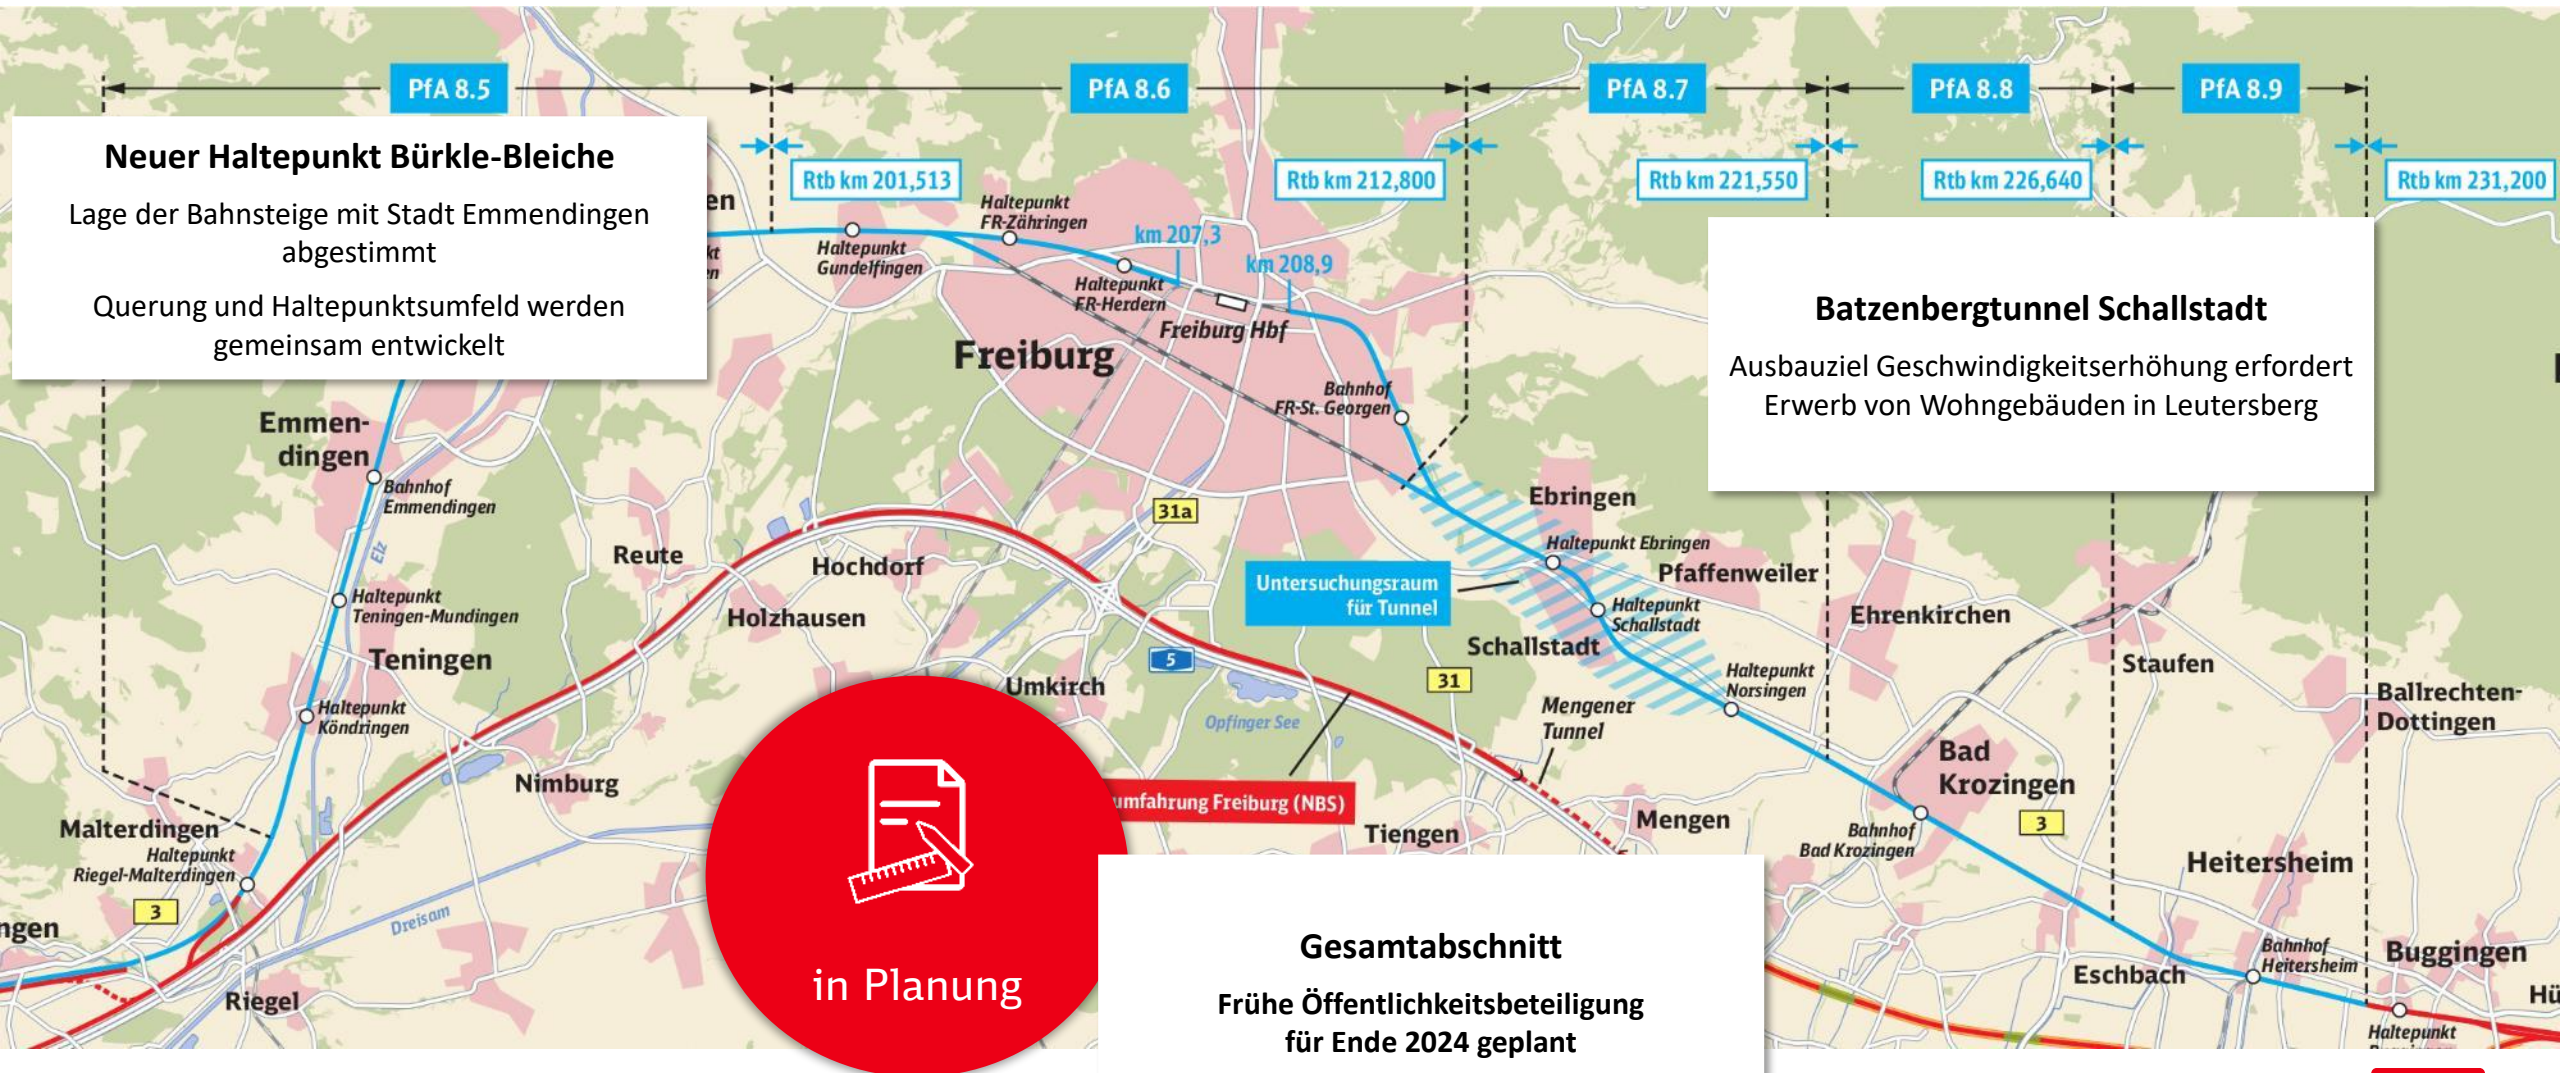 PfA 8.5
PfA 8.6
PfA 8.7
PfA 8.8
PfA 8.9
Neuer Haltepunkt Bürkle-Bleiche
Lage der Bahnsteige mit Stadt Emmendingen
abgestimmt
Querung und Haltepunktsumfeld werden
gemeinsam entwickelt
Rtb km 201,513
Rtb km 212,800
Rtb km 221,550
Rtb km 226,640
Rtb km 231,200
en
Haltepunkt
FR-Zähringen
km 207,3
Haltepunkt
Gundelfingen
km 208,9
Haltepunkt
FR-Herdern
Freiburg Hbf
Freiburg
Bahnhof
FR-St. Georgen
Batzenbergtunnel Schallstadt
Ausbauziel Geschwindigkeitserhöhung erfordert
Erwerb von Wohngebäuden in Leutersberg
Emmen-
dingen
Bahnhof
Emmendingen
Elz
Haltepunkt
Teningen-Mundingen
Teningen
Haltepunkt
Köndringen
Reute
Hochdorf
Holzhausen
31a
Ebringen
Haltepunkt Ebringen
Pfaffenweiler
Untersuchungsraum
für Tunnel
Haltepunkt
Schallstadt
Schallstadt
Ehrenkirchen
Staufen
5
31
Umkirch
Opfinger See
Haltepunkt
Norsingen
Mengener
Tunnel
Ballrechten-
Dottingen
Nimburg
Bad
Krozingen
umfahrung Freiburg (NBS)
Tiengen
Mengen
3
Bahnhof
Bad Krozingen
Malterdingen
Haltepunkt
Riegel-Malterdingen
3
ngen
Dreisam
Riegel
in Planung
Heitersheim
Gesamtabschnitt
Frühe Öffentlichkeitsbeteiligung
für Ende 2024 geplant
Eschbach
Bahnhof
Heitersheim
Buggingen
Hü
Haltepunkt